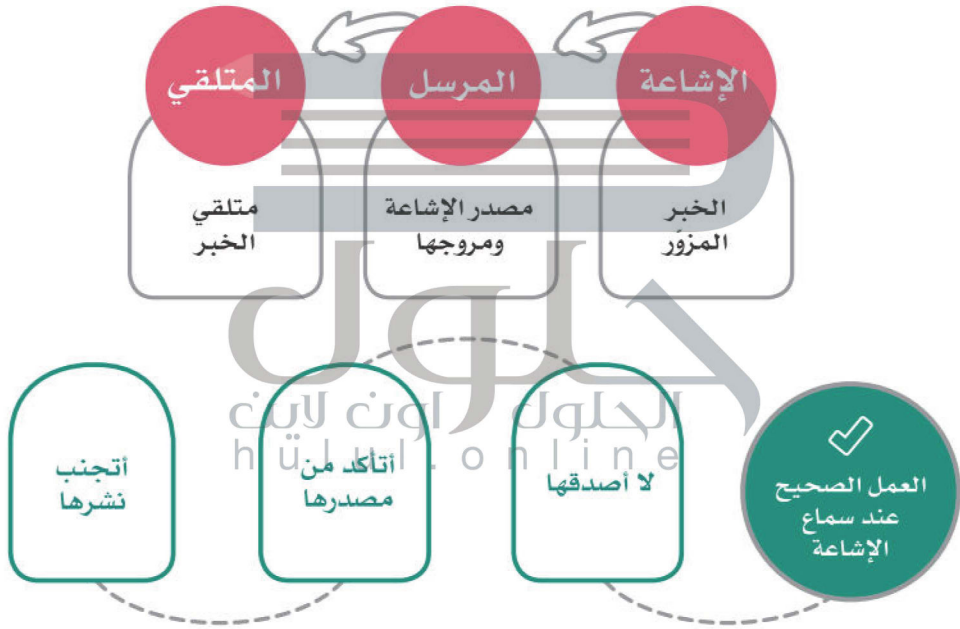 الإشاعة
المرسل
المتلقي
الخبر
المزوَّر
مصدر الإشاعة
ومروجها
متلقي
الخبر
حلول
الحلول اون لاين
hulul.online
العمل الصحيح
عند سماع
الإشاعة
لا أصدقها
أتأكد من
مصدرها
أتجنب
نشرها